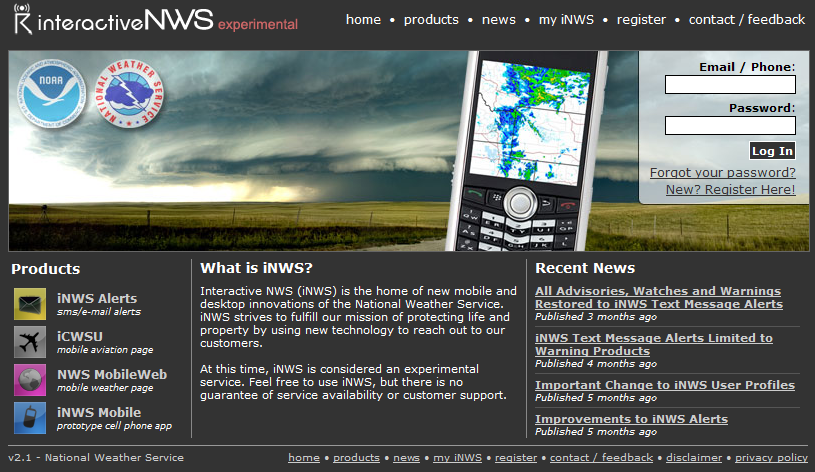 interactiveNWS experimental
home • products • news • my iNWS • register • contact / feedback
NOAA
NATIONAL WEATHER SERVICE
Email / Phone:
Password:
Log In
Forgot your password?
New? Register Here!
Products
iNWS Alerts
sms/e-mail alerts
iCWSU
mobile aviation page
NWS MobileWeb
mobile weather page
iNWS Mobile
prototype cell phone app
What is iNWS?
Interactive NWS (iNWS) is the home of new mobile and
desktop innovations of the National Weather Service.
iNWS strives to fulfill our mission of protecting life and
property by using new technology to reach out to our
customers.
At this time, iNWS is considered an experimental
service. Feel free to use iNWS, but there is no
guarantee of service availability or customer support.
Recent News
All Advisories, Watches and Warnings
Restored to iNWS Text Message Alerts
Published 3 months ago
iNWS Text Message Alerts Limited to
Warning Products
Published 4 months ago
Important Change to iNWS User Profiles
Published 5 months ago
Improvements to iNWS Alerts
Published 5 months ago
v2.1 - National Weather Service
home • products • news • my iNWS • register • contact / feedback • disclaimer • privacy policy